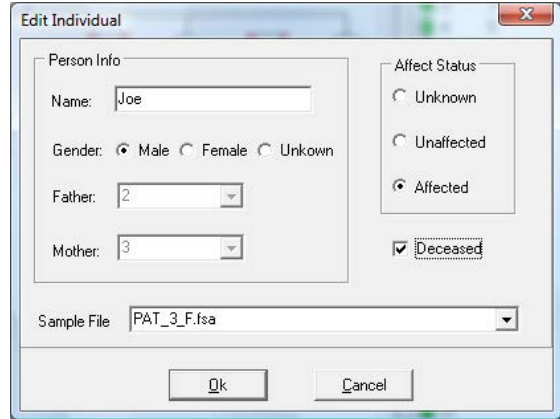 Edit Individual
Person Info
Name: Joe
Gender: Male Female Unkown
Father: 2
Mother: 3
Affect Status
Unknown
Unaffected
Affected
Deceased
Sample File PAT_3_F.fsa
Ok Cancel